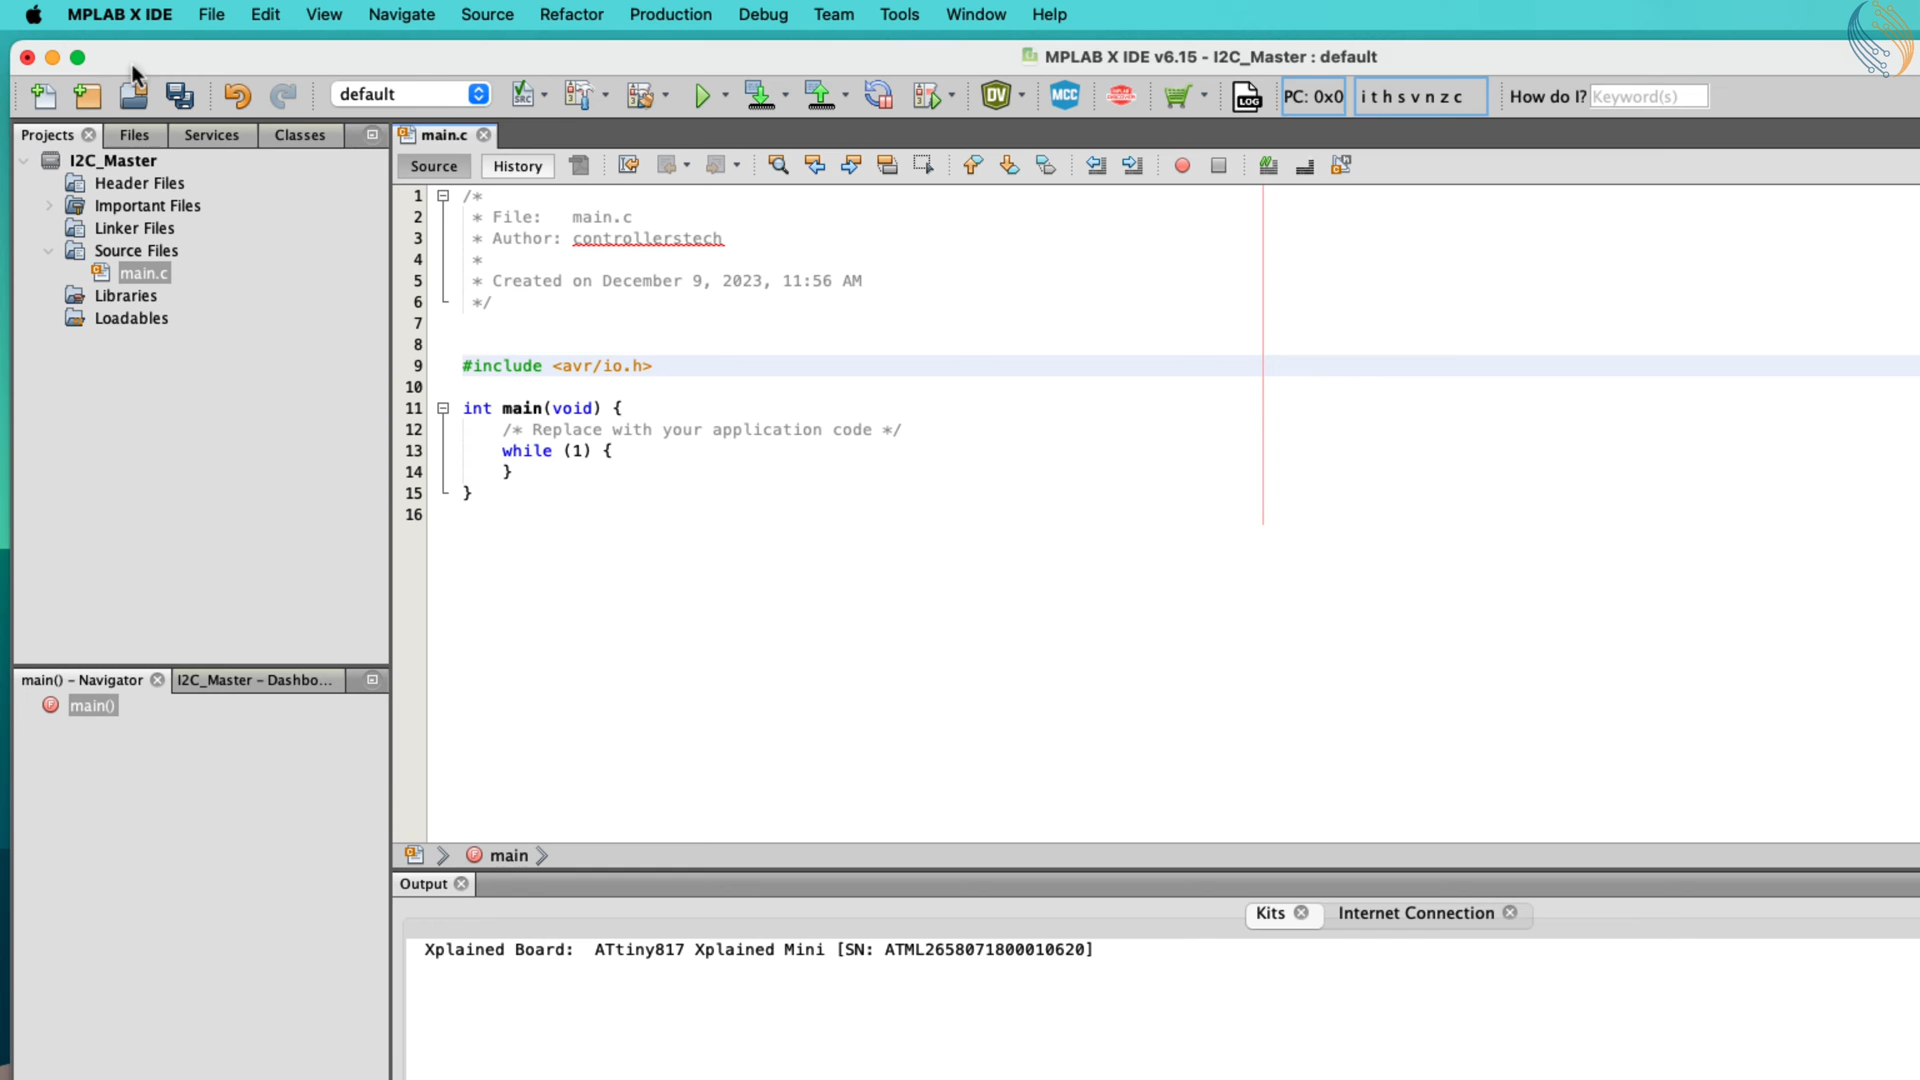 MPLAB X IDE File Edit View Navigate Source Refactor Production Debug Team Tools Window Help
MPLAB X IDE v6.15 - I2C_Master : default
default SRC DV MCC LOG PC: 0x0 i t h s v n z c How do I? Keyword(s)
Projects Files Services Classes
I2C_Master
Header Files
Important Files
Linker Files
Source Files
main.c
Libraries
Loadables
main.c
Source History
1 /*
2 * File: main.c
3 * Author: controllerstech
4 *
5 * Created on December 9, 2023, 11:56 AM
6 */
7
8
9 #include <avr/io.h>
10
11 int main(void) {
12 /* Replace with your application code */
13 while (1) {
14 }
15 }
16
main() - Navigator I2C_Master - Dashbo...
main()
main
Output
Kits Internet Connection
Xplained Board: ATtiny817 Xplained Mini [SN: ATML2658071800010620]